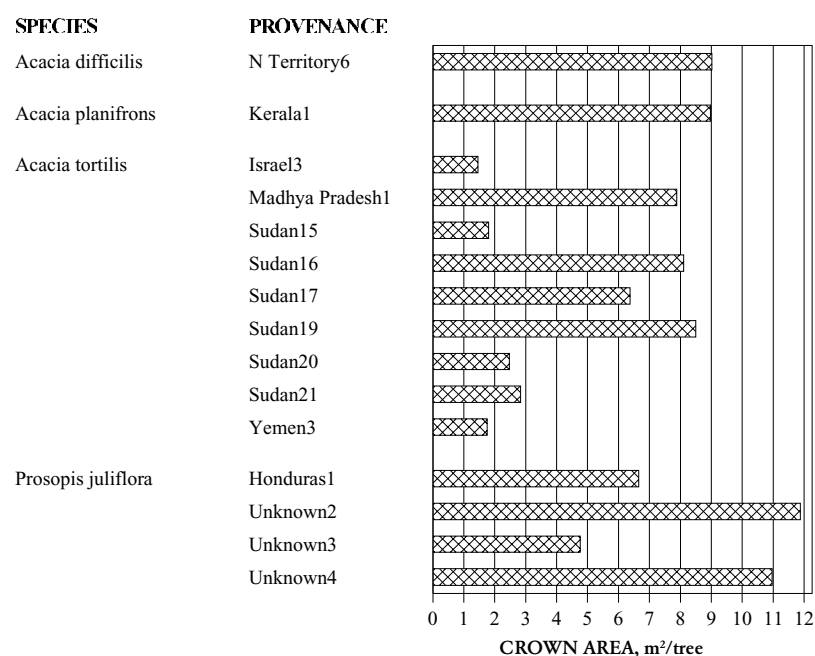 SPECIES PROVENANCE
Acacia difficilis N Territory6
Acacia planifrons Kerala1
Acacia tortilis Israel3
Madhya Pradesh1
Sudan15
Sudan16
Sudan17
Sudan19
Sudan20
Sudan21
Yemen3
Prosopis juliflora Honduras1
Unknown2
Unknown3
Unknown4
0 1 2 3 4 5 6 7 8 9 10 11 12
CROWN AREA, m²/tree